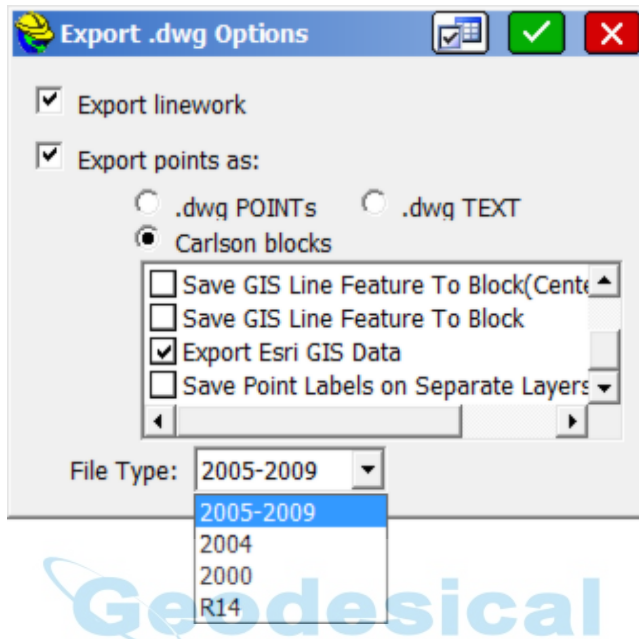 Export .dwg Options
Export linework
Export points as:
.dwg POINTs .dwg TEXT
Carlson blocks
Save GIS Line Feature To Block(Cente
Save GIS Line Feature To Block
Export Esri GIS Data
Save Point Labels on Separate Layers
File Type: 2005-2009
2005-2009
2004
2000
R14
Geodesical